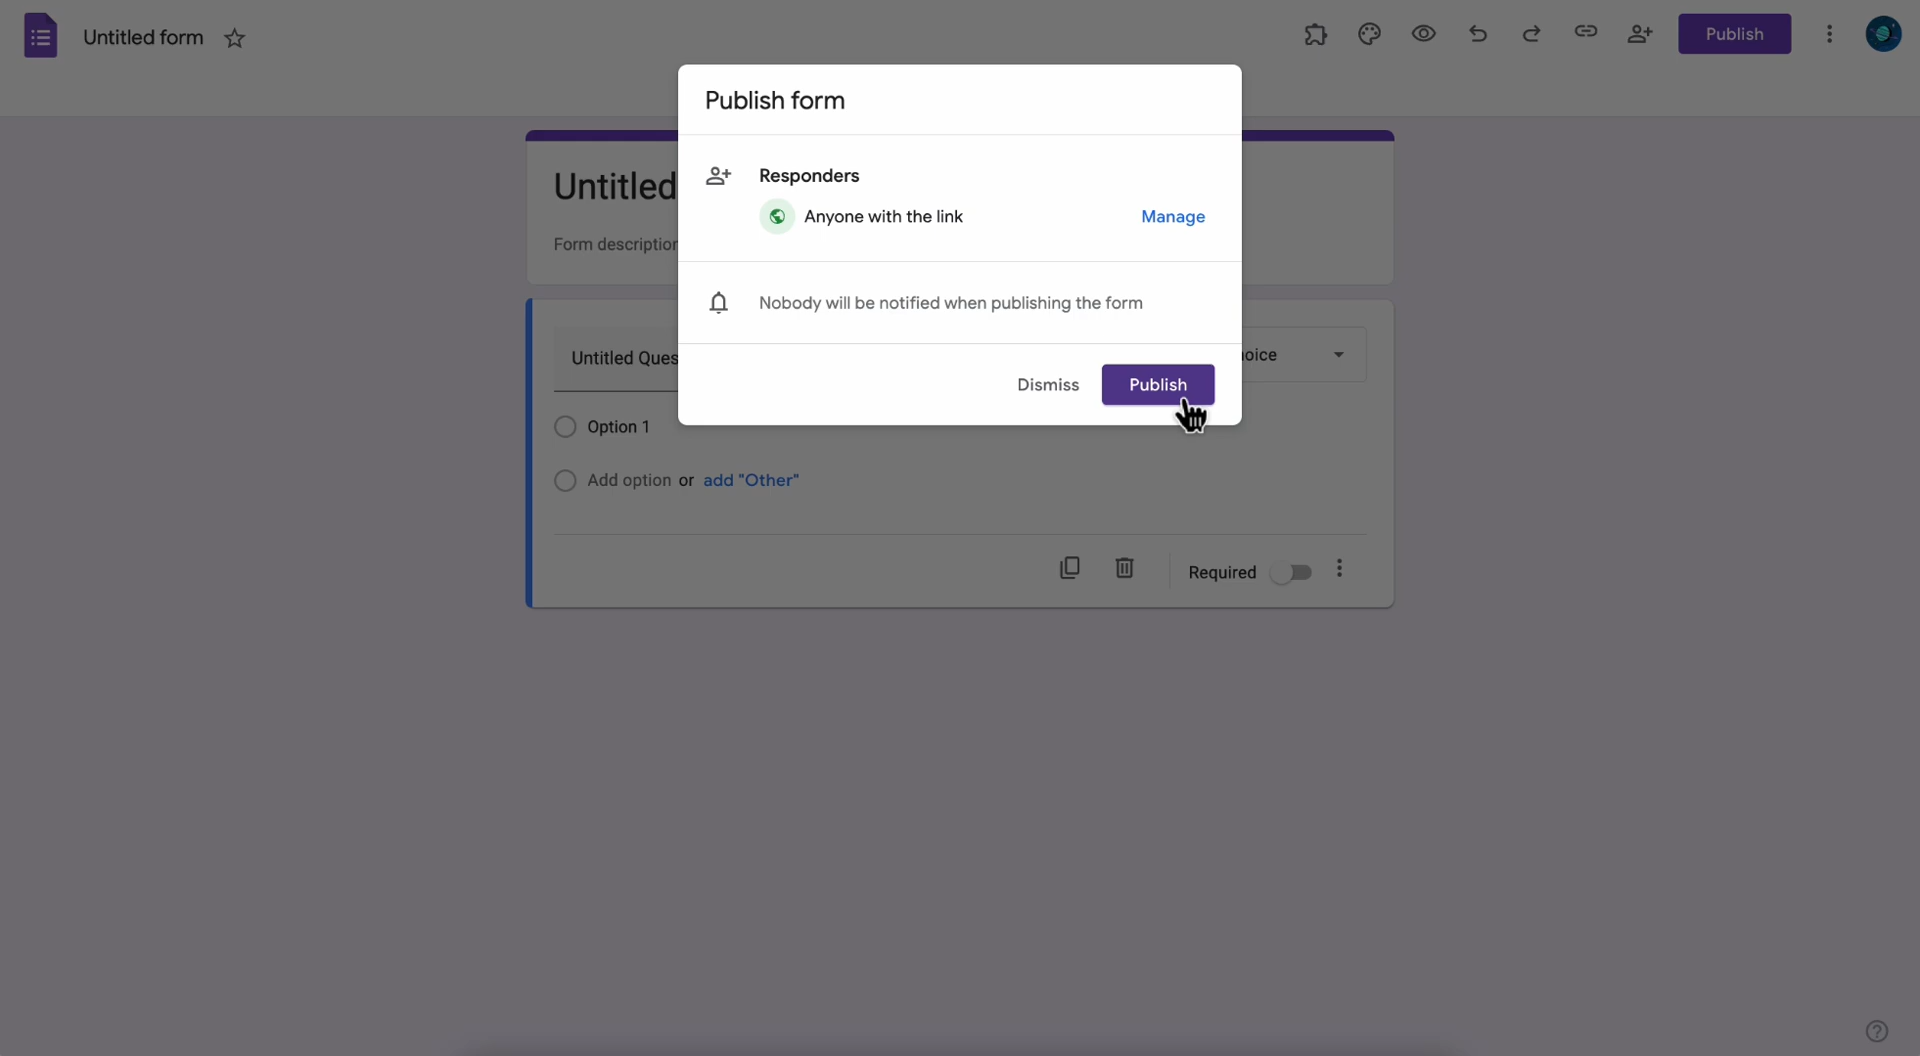 Untitled form
Publish
Publish form
Untitled
Responders
Anyone with the link
Manage
Form description
Nobody will be notified when publishing the form
Untitled Ques
oice
Dismiss
Publish
Option 1
Add option or add "Other"
Required